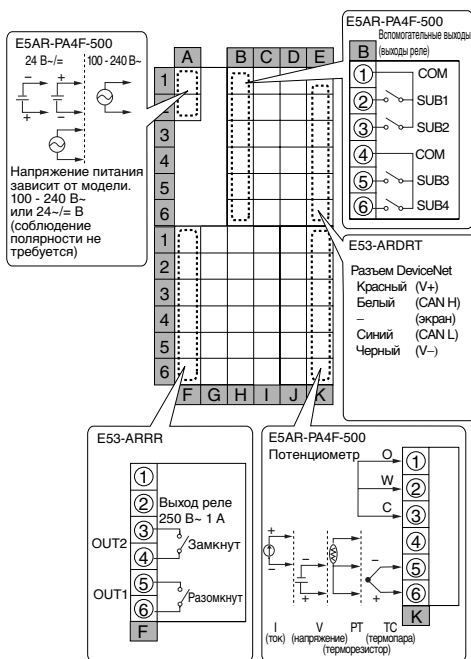 E5AR-PA4F-500
24 В~/= 100 - 240 В~
– +
+ –
Напряжение питания
зависит от модели.
100 - 240 В~
или 24~/= В
(соблюдение
полярности не
требуется)
A B C D E
1
2
3
4
5
6
1
2
3
4
5
6
F G H I J K
E5AR-PA4F-500
Вспомогательные выходы
(выходы реле)
B
1 COM
2 SUB1
3 SUB2
4 COM
5 SUB3
6 SUB4
E53-ARDRT
Разъем DeviceNet
Красный (V+)
Белый (CAN H)
– (экран)
Синий (CAN L)
Черный (V–)
E53-ARRR
1
2
Выход реле
250 В~ 1 А
3
OUT2
Замкнут
4
5
OUT1
Разомкнут
6
F
E5AR-PA4F-500
Потенциометр
O 1
W 2
C 3
4
5
6
+ – – +
– +
K
I V PT TC
(ток) (напряжение) (термопара)
(терморезистор)